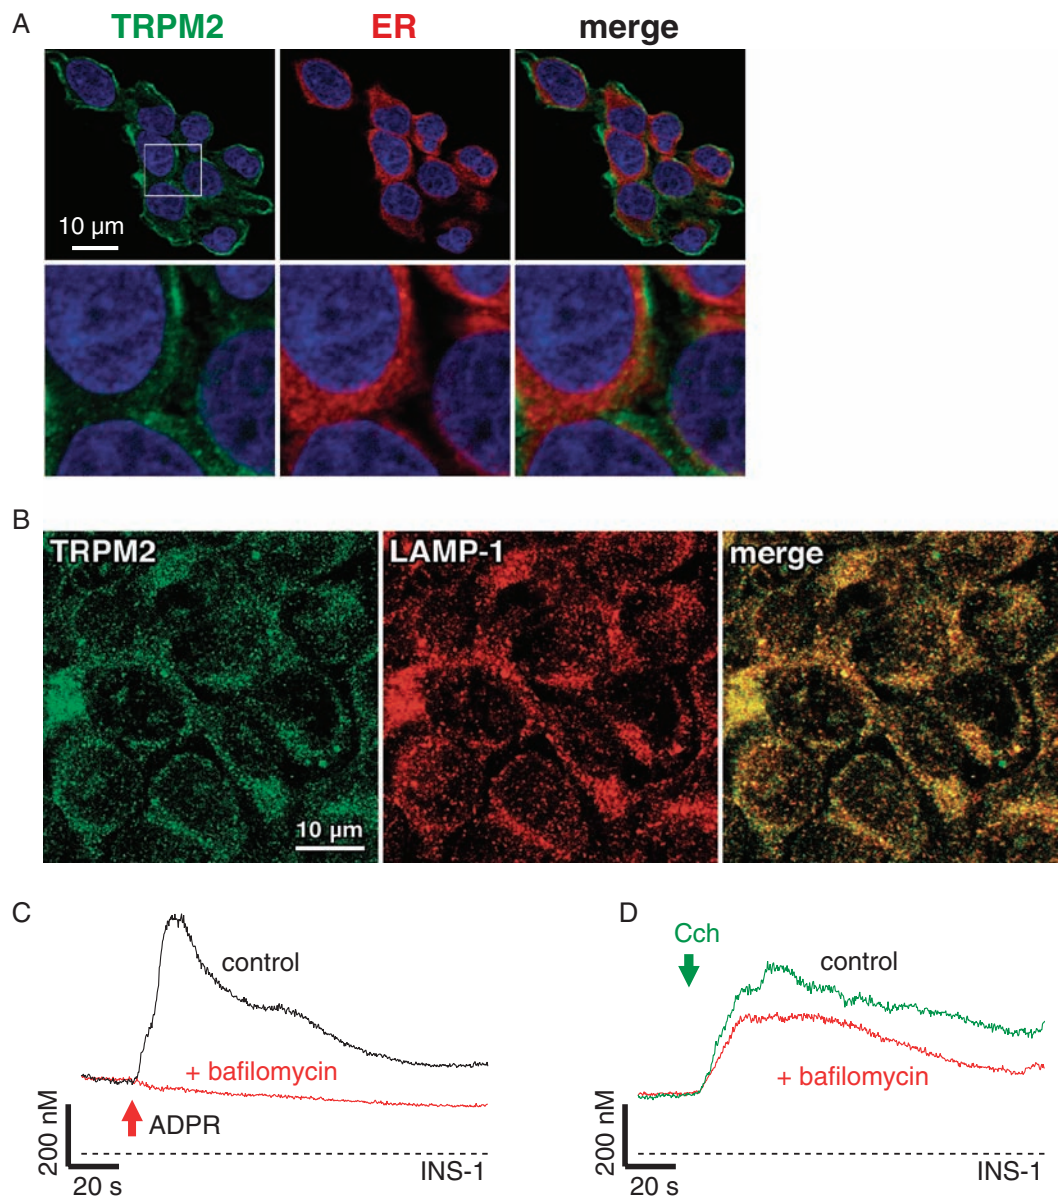 A
TRPM2 ER merge
10 µm
B
TRPM2 LAMP-1 merge
10 µm
C
control
+ bafilomycin
ADPR
200 nM
20 s
INS-1
D
Cch
control
+ bafilomycin
200 nM
20 s
INS-1